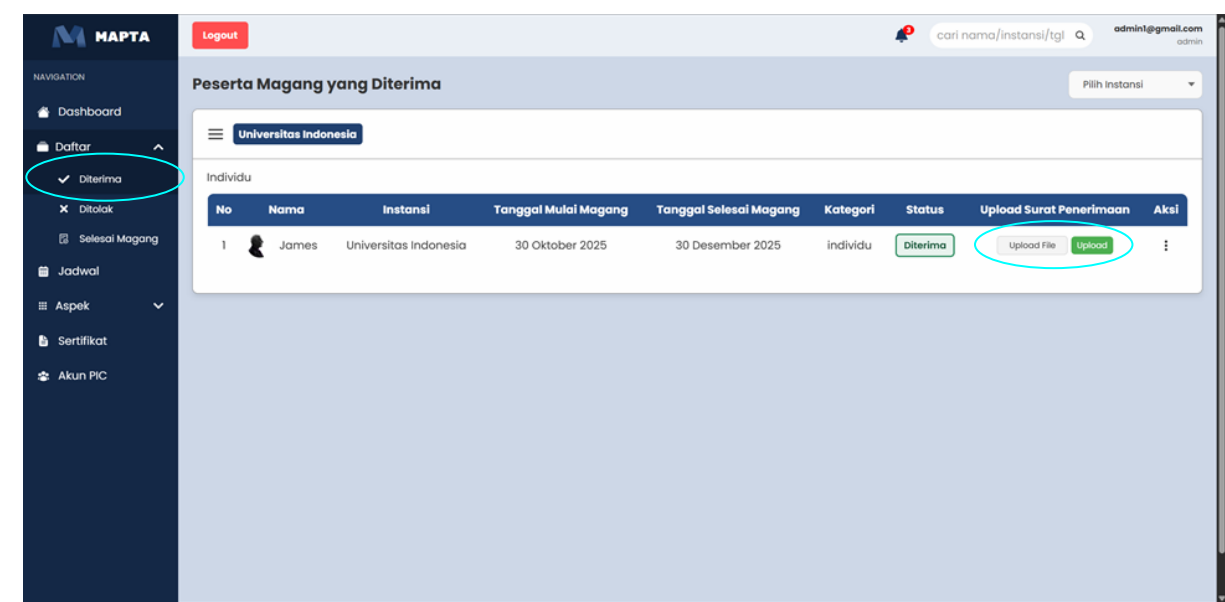 MAPTA
Logout
3
cari nama/instansi/tgl
admin1@gmail.com
admin
NAVIGATION
Dashboard
Daftar
Diterima
Ditolak
Selesai Magang
Jadwal
Aspek
Sertifikat
Akun PIC
Peserta Magang yang Diterima
Pilih Instansi
Universitas Indonesia
Individu
No Nama Instansi Tanggal Mulai Magang Tanggal Selesai Magang Kategori Status Upload Surat Penerimaan Aksi
1 James Universitas Indonesia 30 Oktober 2025 30 Desember 2025 individu Diterima Upload File Upload